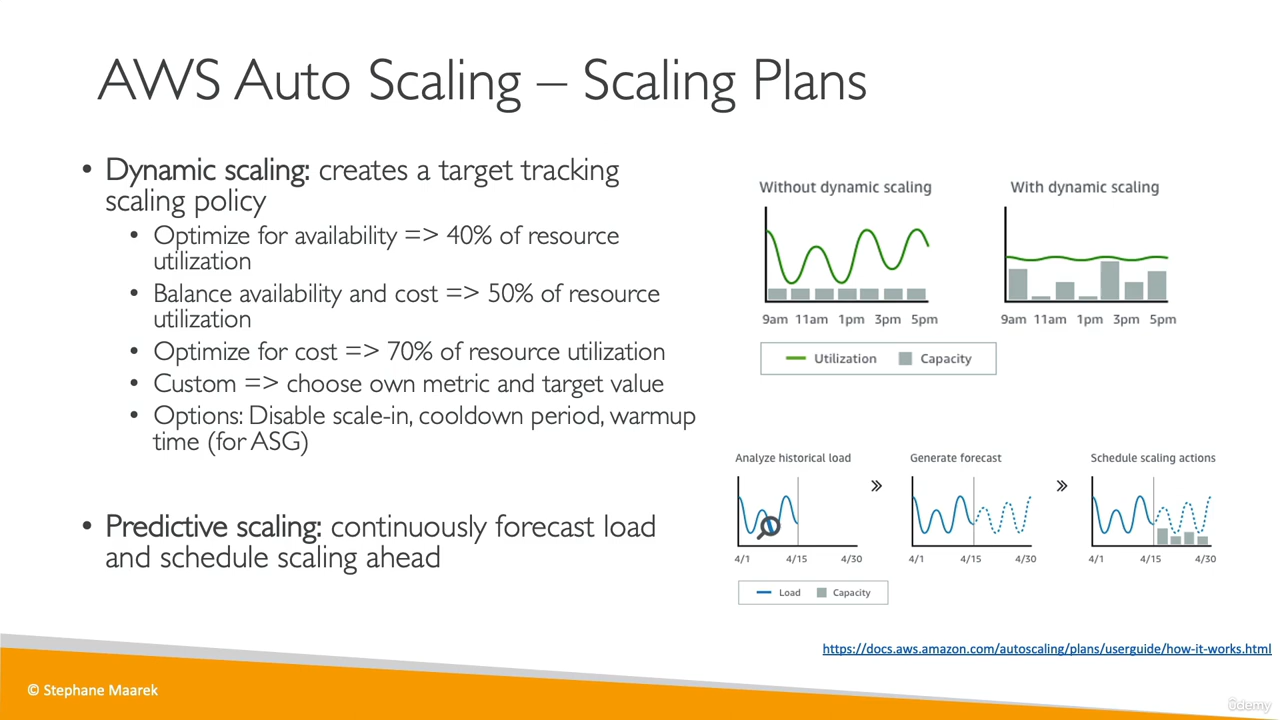 AWS Auto Scaling – Scaling Plans
• Dynamic scaling: creates a target tracking
scaling policy
• Optimize for availability => 40% of resource
utilization
• Balance availability and cost => 50% of resource
utilization
• Optimize for cost => 70% of resource utilization
• Custom => choose own metric and target value
• Options: Disable scale-in, cooldown period, warmup
time (for ASG)
• Predictive scaling: continuously forecast load
and schedule scaling ahead
Without dynamic scaling
9am 11am 1pm 3pm 5pm
With dynamic scaling
9am 11am 1pm 3pm 5pm
Utilization Capacity
Analyze historical load
4/1 4/15 4/30
»
Generate forecast
4/1 4/15 4/30
»
Schedule scaling actions
4/1 4/15 4/30
Load Capacity
https://docs.aws.amazon.com/autoscaling/plans/userguide/how-it-works.html
© Stephane Maarek
ûdemy